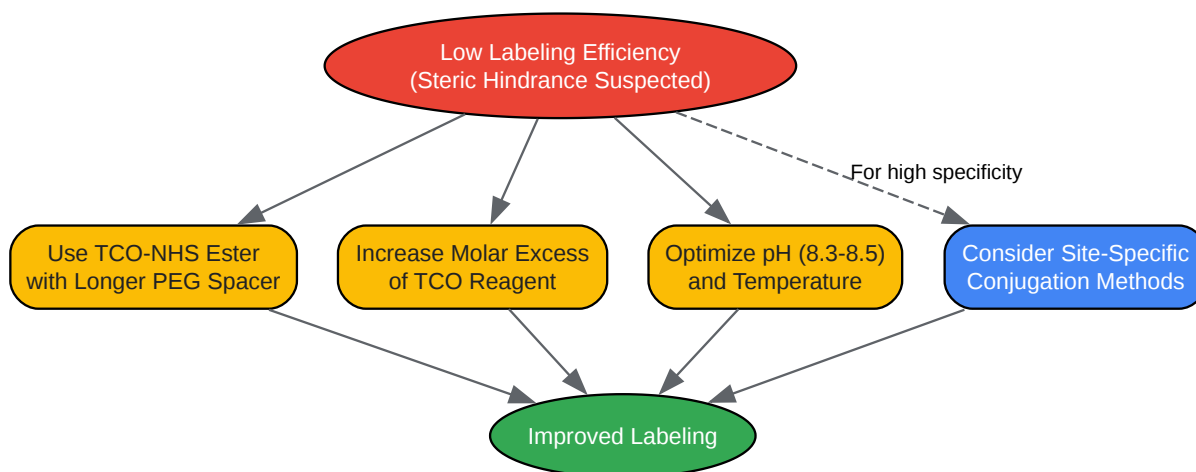 Low Labeling Efficiency
(Steric Hindrance Suspected)
For high specificity
Use TCO-NHS Ester
with Longer PEG Spacer
Increase Molar Excess
of TCO Reagent
Optimize pH (8.3-8.5)
and Temperature
Consider Site-Specific
Conjugation Methods
Improved Labeling